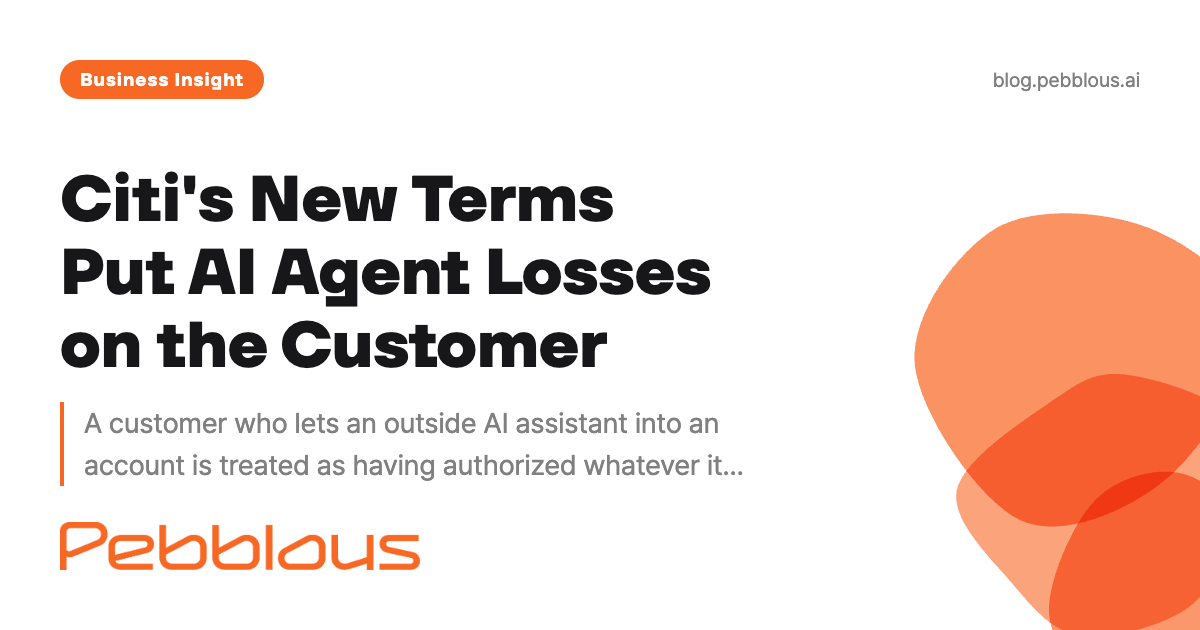 Business Insight
blog.pebblous.ai
Citi's New Terms
Put AI Agent Losses
on the Customer
A customer who lets an outside AI assistant into an
account is treated as having authorized whatever it...
Pebblous